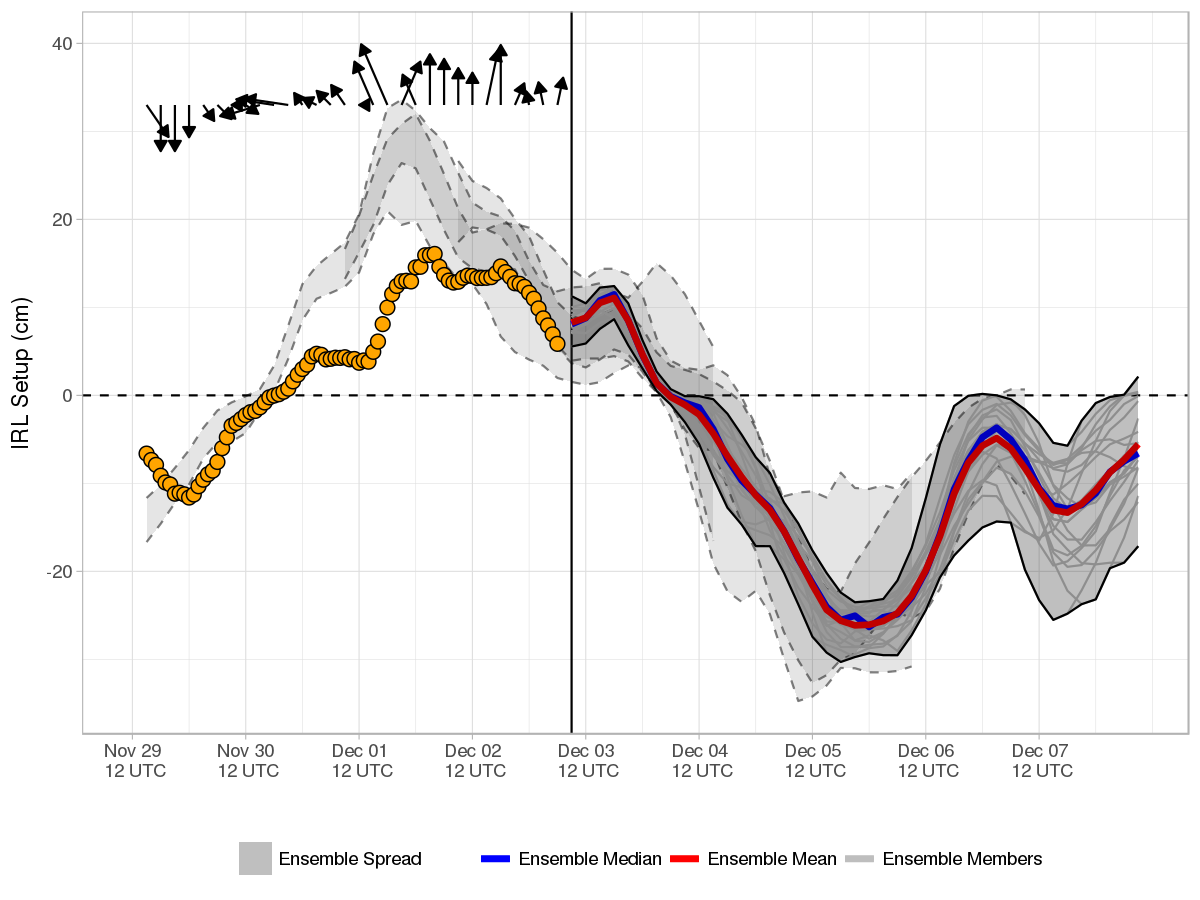 IRL Setup (cm)
40
20
0
-20
Nov 29 Nov 30 Dec 01 Dec 02 Dec 03 Dec 04 Dec 05 Dec 06 Dec 07
12 UTC 12 UTC 12 UTC 12 UTC 12 UTC 12 UTC 12 UTC 12 UTC 12 UTC
Ensemble Spread Ensemble Median Ensemble Mean Ensemble Members